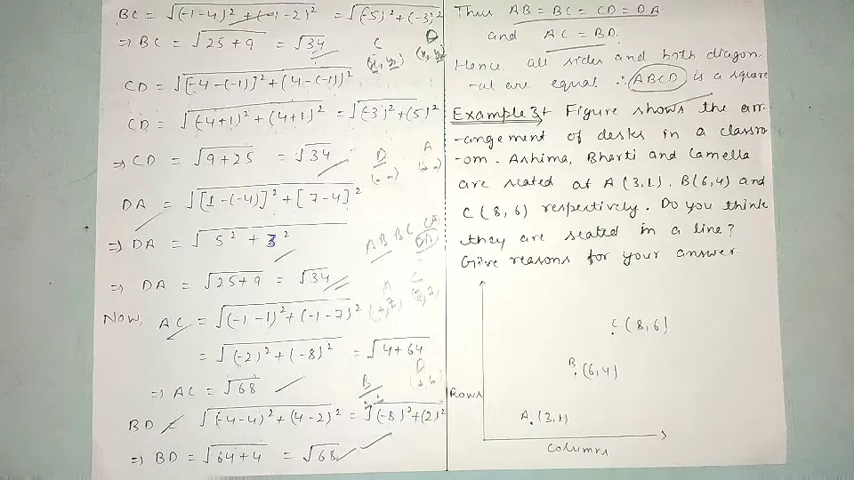 BC = √(-1-4)² + (-1-2)² = √(-5)² + (-3)²
⇒ BC = √25+9 = √34
CD = √[-4-(-1)]² + (4-(-1))²
CD = √(-4+1)² + (4+1)² = √(-3)² + (5)²
⇒ CD = √9+25 = √34
DA = √[1-(-4)]² + [7-4]²
⇒ DA = √5² + 3²
⇒ DA = √25+9 = √34
Now, AC = √(-1-1)² + (-1-7)²
= √(-2)² + (-8)² = √4+64
⇒ AC = √68
BD = √(-4-4)² + (4-2)² = √(-8)² + (2)²
⇒ BD = √64+4 = √68
Thus AB = BC = CD = DA
and AC = BD.
Hence all sides and both diagon-
-al are equal ∴ ABCD is a square
Example 3:+ Figure shows the arr-
-angement of desks in a classro-
-om. Ashima, Bharti and Camella
are seated at A (3,1), B(6,4) and
C (8,6) respectively. Do you think
they are seated in a line?
Give reasons for your answer.
C (8,6)
B (6,4)
Rows
A (3,1)
Columns